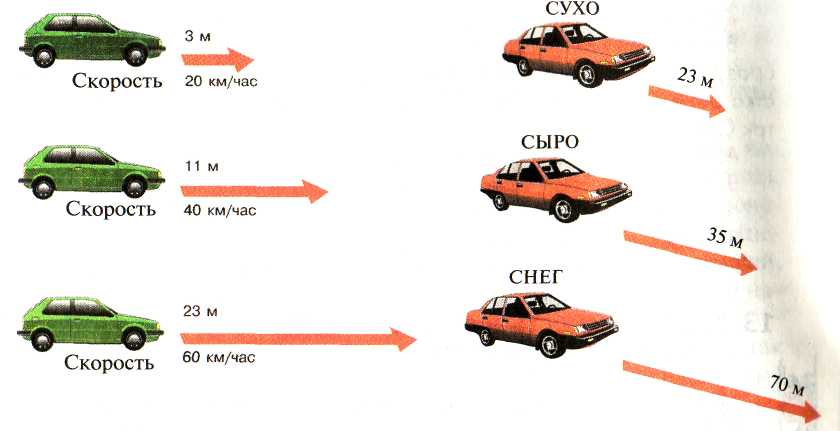 3 м
Скорость
20 км/час
СУХО
23 м
11 м
Скорость
40 км/час
СЫРО
35 м
23 м
Скорость
60 км/час
СНЕГ
70 м